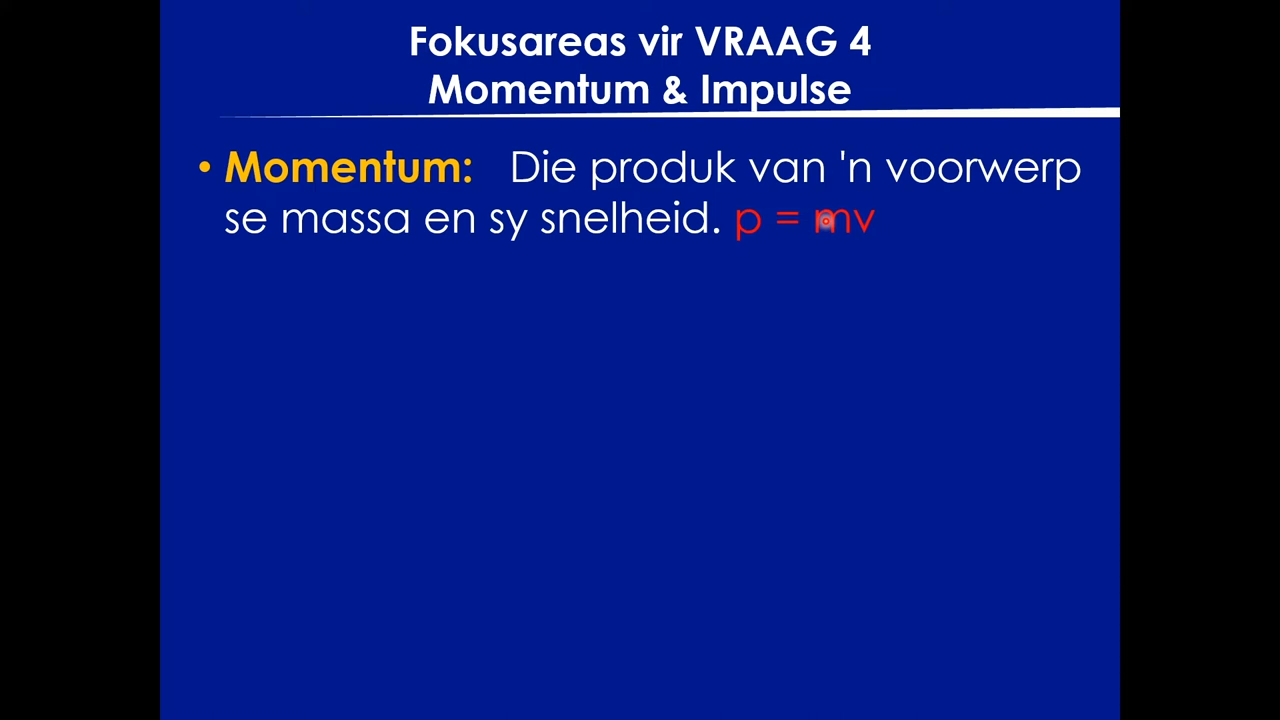 Fokusareas vir VRAAG 4
Momentum & Impulse
• Momentum: Die produk van 'n voorwerp
se massa en sy snelheid. p = mv